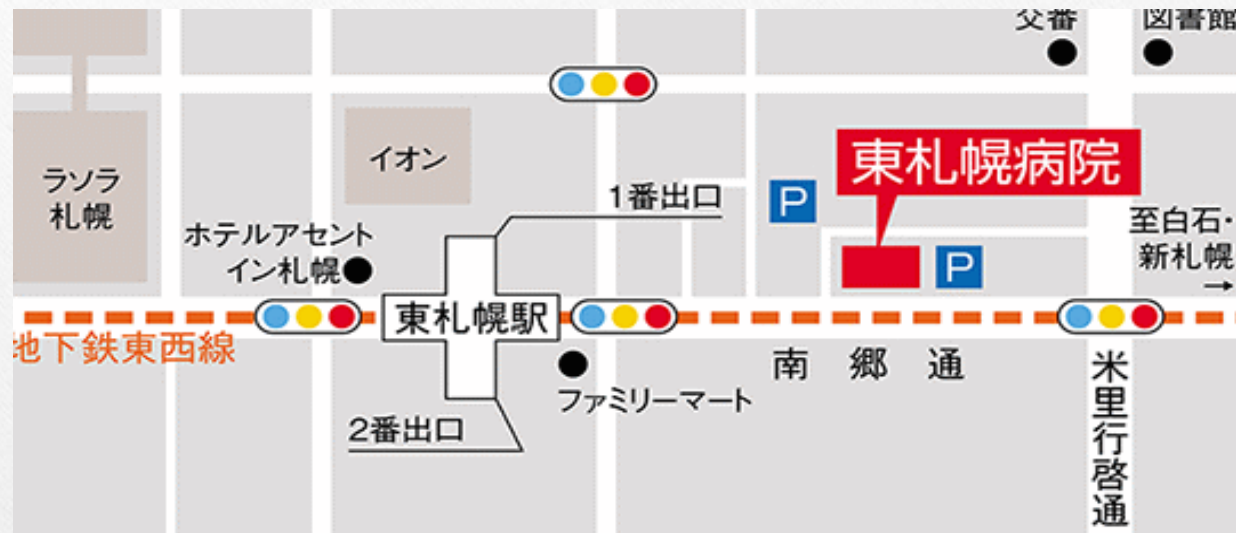 交番
図書館
ラソラ
札幌
イオン
東札幌病院
P
1番出口
ホテルアセント
イン札幌
至白石・
新札幌
→
P
東札幌駅
地下鉄東西線
南郷通
ファミリーマート
2番出口
米里行啓通